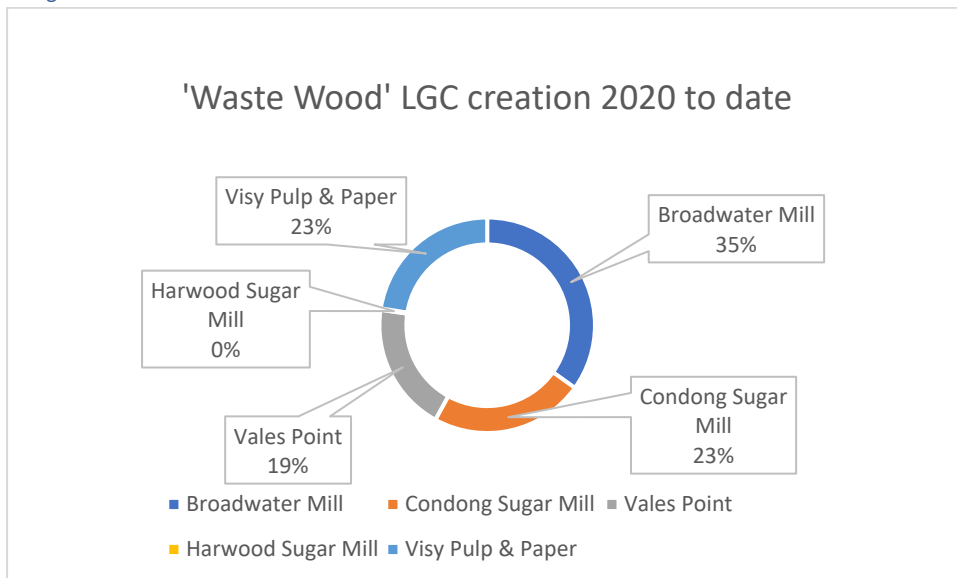 'Waste Wood' LGC creation 2020 to date
Visy Pulp & Paper
23%
Broadwater Mill
35%
Harwood Sugar
Mill
0%
Condong Sugar
Mill
23%
Vales Point
19%
Broadwater Mill
Condong Sugar Mill
Vales Point
Harwood Sugar Mill
Visy Pulp & Paper